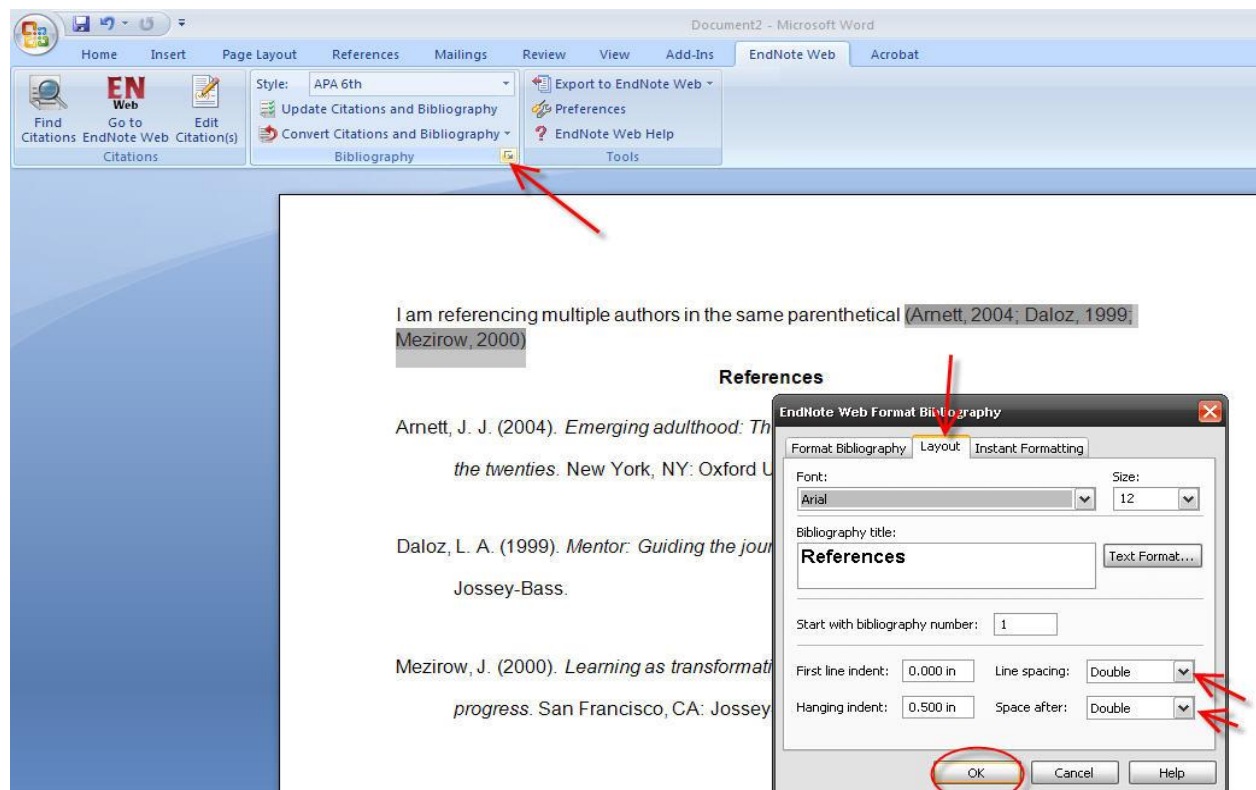 Document2 - Microsoft Word
Home Insert Page Layout References Mailings Review View Add-Ins EndNote Web Acrobat
Find Citations
EN Web
Go to EndNote Web
Edit Citation(s)
Citations
Style: APA 6th
Update Citations and Bibliography
Convert Citations and Bibliography
Bibliography
Export to EndNote Web
Preferences
? EndNote Web Help
Tools
I am referencing multiple authors in the same parenthetical (Arnett, 2004; Daloz, 1999;
Mezirow, 2000)
References
Arnett, J. J. (2004). Emerging adulthood: Th
the twenties. New York, NY: Oxford U
Daloz, L. A. (1999). Mentor: Guiding the jour
Jossey-Bass.
Mezirow, J. (2000). Learning as transformati
progress. San Francisco, CA: Jossey
EndNote Web Format Bibliography
Format Bibliography Layout Instant Formatting
Font: Size:
Arial 12
Bibliography title:
References
Text Format...
Start with bibliography number: 1
First line indent: 0.000 in Line spacing: Double
Hanging indent: 0.500 in Space after: Double
OK Cancel Help